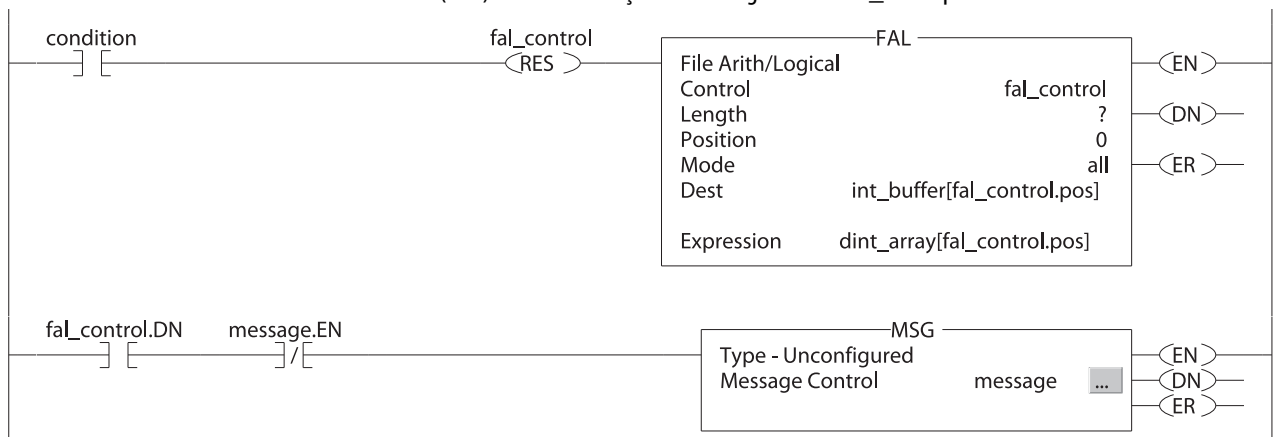 condition
fal_control
RES
FAL
File Arith/Logical
Control fal_control
Length ?
Position 0
Mode all
Dest int_buffer[fal_control.pos]
Expression dint_array[fal_control.pos]
EN
DN
ER
fal_control.DN
message.EN
MSG
Type - Unconfigured
Message Control message ...
EN
DN
ER